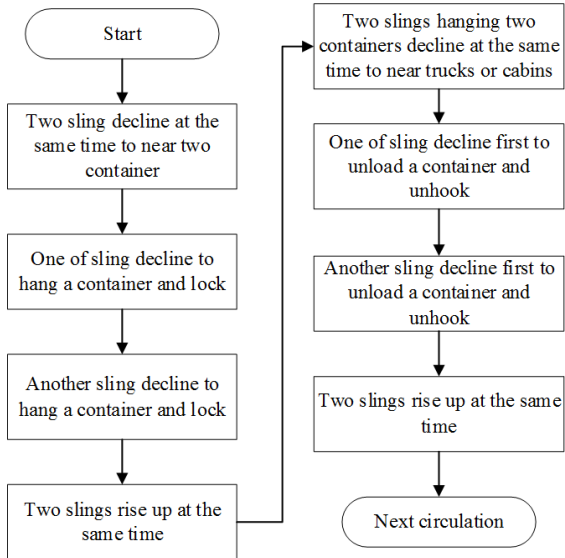 Start
Two sling decline at the
same time to near two
container
One of sling decline to
hang a container and lock
Another sling decline to
hang a container and lock
Two slings rise up at the
same time
Two slings hanging two
containers decline at the same
time to near trucks or cabins
One of sling decline first to
unload a container and
unhook
Another sling decline first to
unload a container and
unhook
Two slings rise up at the same
time
Next circulation